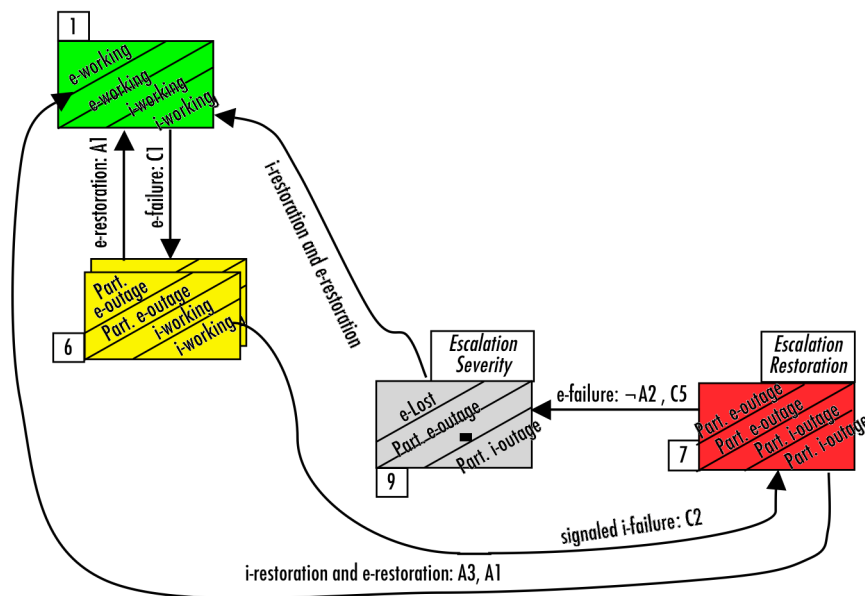 1
e-working
e-working
i-working
i-working
e-restoration: A1
e-failure: C1
i-restoration and e-restoration
Part.
e-outage
Part. e-outage
i-working
i-working
6
Escalation
Severity
e-Lost
Part. e-outage
Part. i-outage
9
e-failure: ¬A2 , C5
Escalation
Restoration
Part. e-outage
Part. e-outage
Part. i-outage
Part. i-outage
7
signaled i-failure: C2
i-restoration and e-restoration: A3, A1